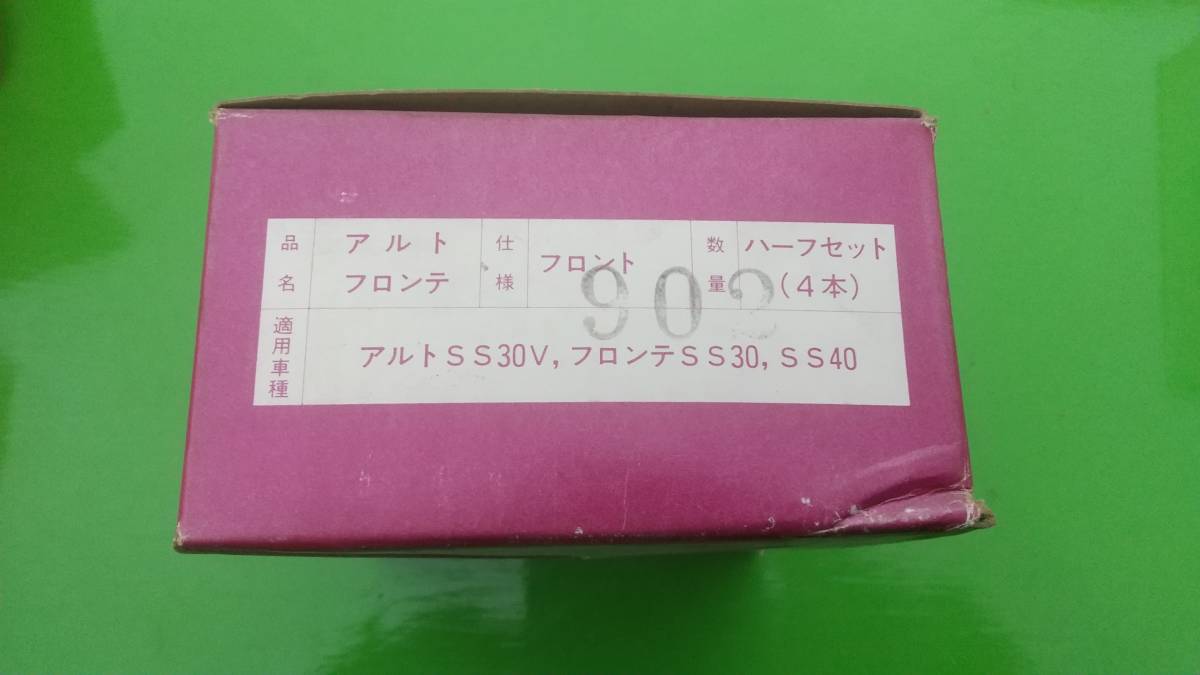 品名 アルト フロンテ 仕様 フロント 数量 ハーフセット (4本)
902
適用車種 アルトSS30V, フロンテSS30, SS40